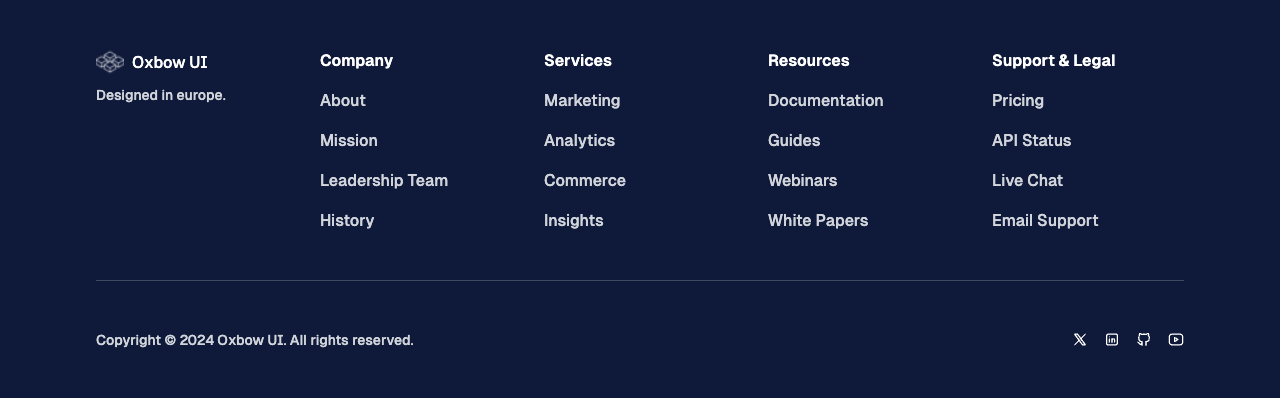 Oxbow UI
Designed in europe.
Company
About
Mission
Leadership Team
History
Services
Marketing
Analytics
Commerce
Insights
Resources
Documentation
Guides
Webinars
White Papers
Support & Legal
Pricing
API Status
Live Chat
Email Support
Copyright © 2024 Oxbow UI. All rights reserved.